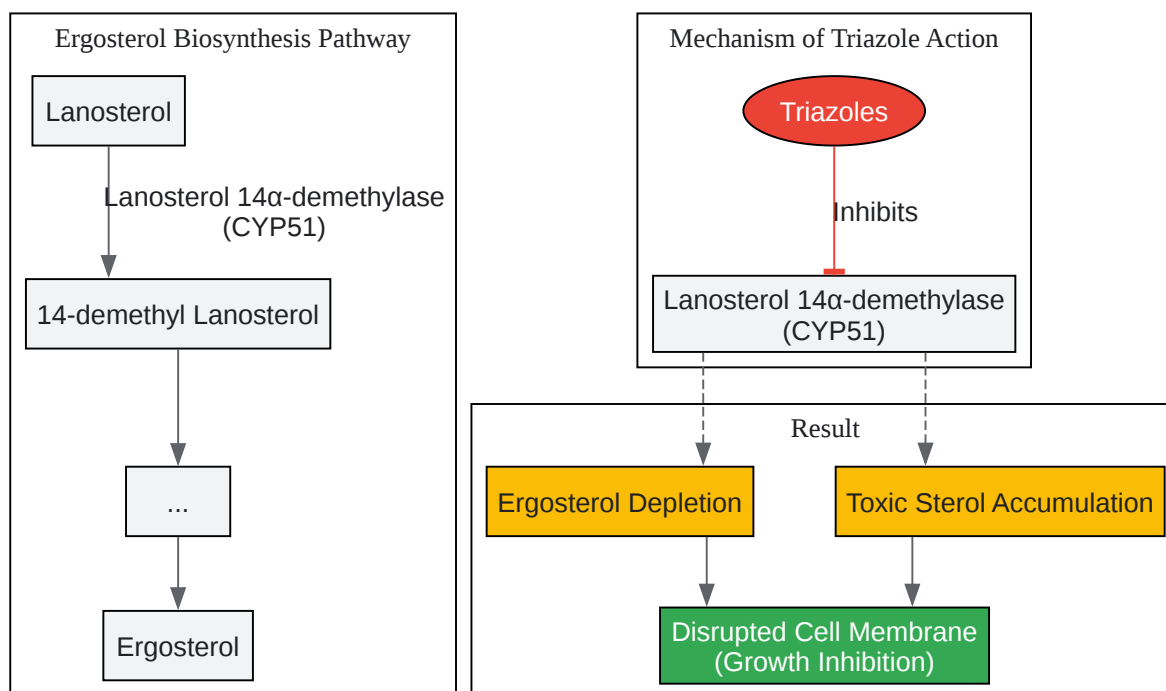 Ergosterol Biosynthesis Pathway
Lanosterol
Lanosterol 14α-demethylase
(CYP51)
14-demethyl Lanosterol
...
Ergosterol
Mechanism of Triazole Action
Triazoles
Inhibits
Lanosterol 14α-demethylase
(CYP51)
Result
Ergosterol Depletion
Toxic Sterol Accumulation
Disrupted Cell Membrane
(Growth Inhibition)